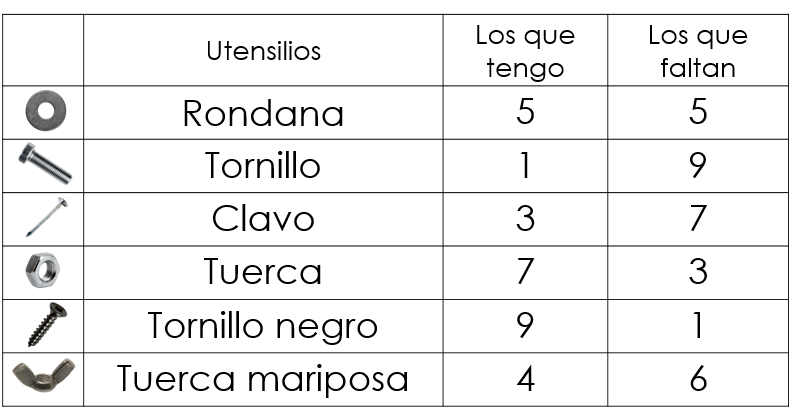 Utensilios Los que tengo Los que faltan
Rondana 5 5
Tornillo 1 9
Clavo 3 7
Tuerca 7 3
Tornillo negro 9 1
Tuerca mariposa 4 6